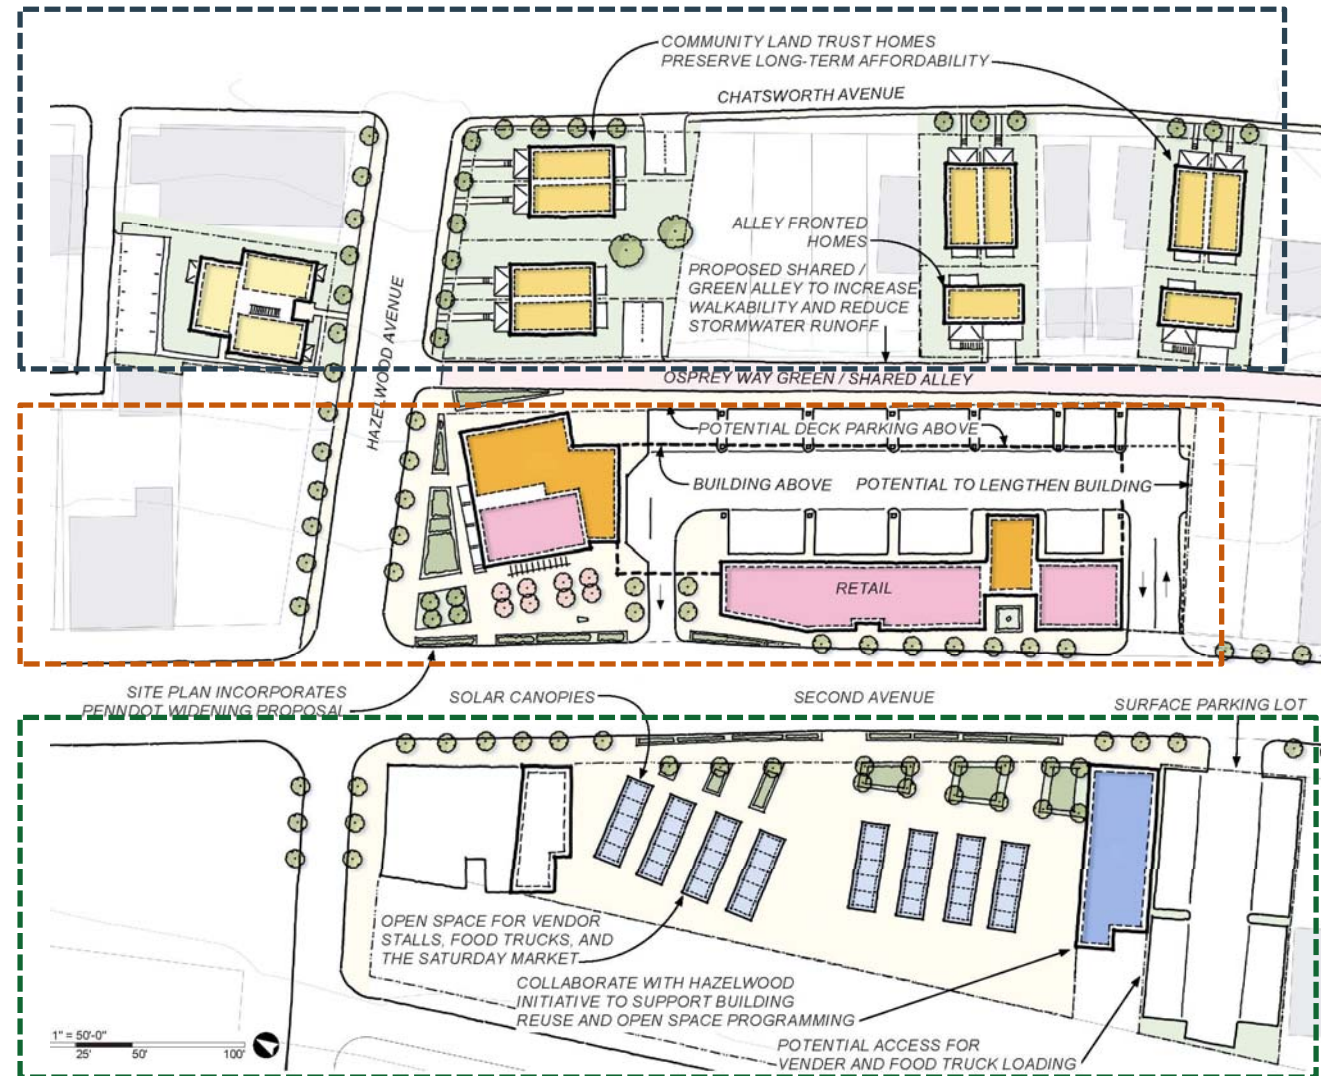 COMMUNITY LAND TRUST HOMES
PRESERVE LONG-TERM AFFORDABILITY
CHATSWORTH AVENUE
ALLEY FRONTED
HOMES
PROPOSED SHARED /
GREEN ALLEY TO INCREASE
WALKABILITY AND REDUCE
STORMWATER RUNOFF
HAZELWOOD AVENUE
OSPREY WAY GREEN / SHARED ALLEY
POTENTIAL DECK PARKING ABOVE
BUILDING ABOVE
POTENTIAL TO LENGTHEN BUILDING
RETAIL
SITE PLAN INCORPORATES
PENNDOT WIDENING PROPOSAL
SOLAR CANOPIES
SECOND AVENUE
SURFACE PARKING LOT
OPEN SPACE FOR VENDOR
STALLS, FOOD TRUCKS, AND
THE SATURDAY MARKET
COLLABORATE WITH HAZELWOOD
INITIATIVE TO SUPPORT BUILDING
REUSE AND OPEN SPACE PROGRAMMING
POTENTIAL ACCESS FOR
VENDER AND FOOD TRUCK LOADING
1" = 50'-0"
25' 50' 100'